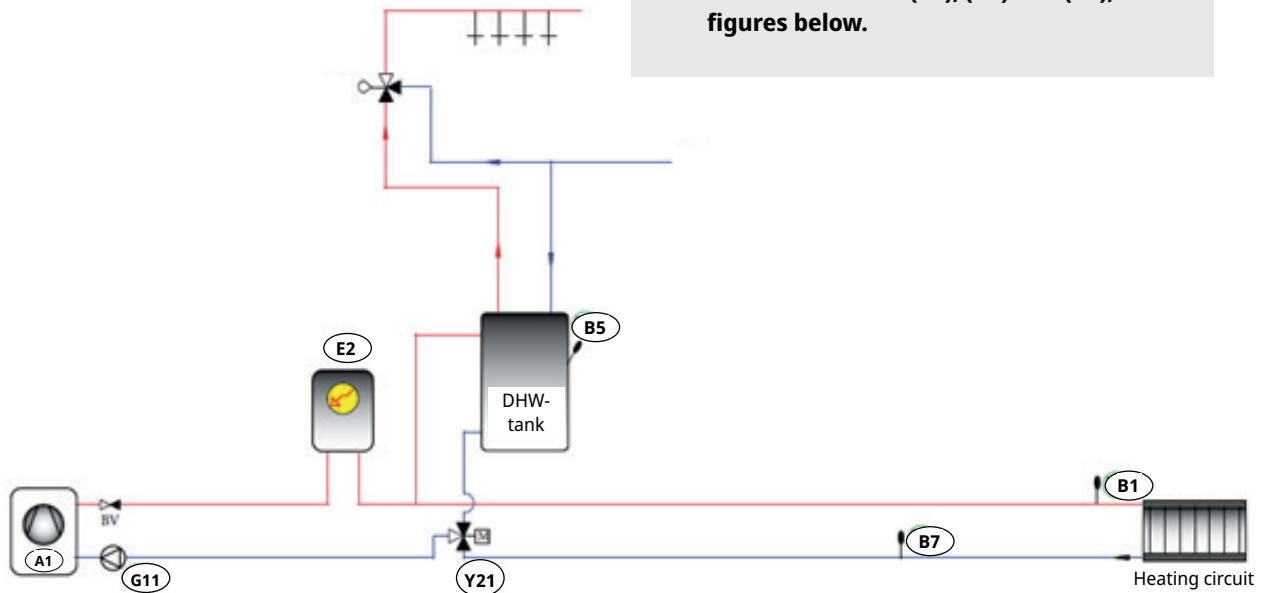 figures below.
B5
E2
DHW-
tank
B1
BV
B7
A1
G11
Y21
M
Heating circuit